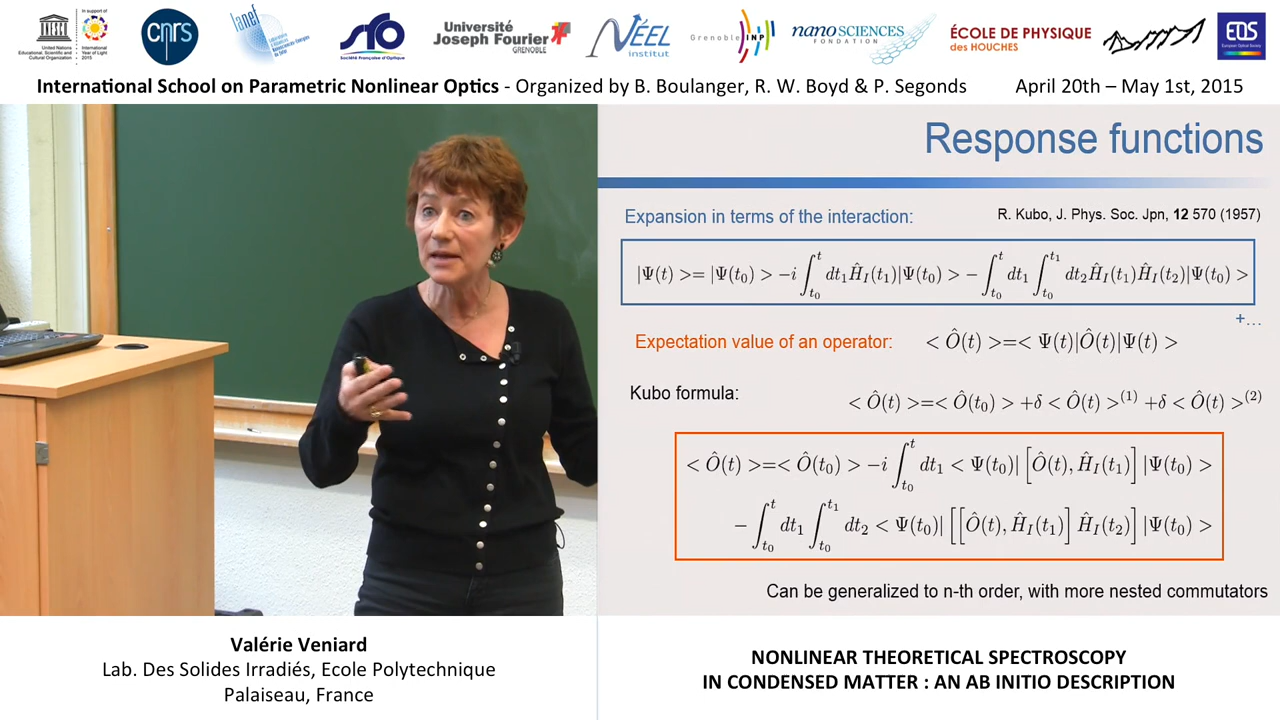 United Nations
Educational, Scientific and
Cultural Organization
In support of
International
Year of Light
2015
cnrs
lanef
SFO
Société Française d'Optique
Université
Joseph Fourier
GRENOBLE
NÉEL
institut
Grenoble INP
nanoSCIENCES
FONDATION
ÉCOLE DE PHYSIQUE
des HOUCHES
EOS
European Optical Society
International School on Parametric Nonlinear Optics - Organized by B. Boulanger, R. W. Boyd & P. Segonds April 20th – May 1st, 2015
Response functions
Expansion in terms of the interaction: R. Kubo, J. Phys. Soc. Jpn, 12 570 (1957)
|Ψ(t) >= |Ψ(t₀) > −i ∫_{t₀}^{t} dt₁Ĥ_I(t₁)|Ψ(t₀) > − ∫_{t₀}^{t} dt₁ ∫_{t₀}^{t₁} dt₂Ĥ_I(t₁)Ĥ_I(t₂)|Ψ(t₀) >
+...
Expectation value of an operator: < Ô(t) >=< Ψ(t)|Ô(t)|Ψ(t) >
Kubo formula: < Ô(t) >=< Ô(t₀) > +δ < Ô(t) >⁽¹⁾ +δ < Ô(t) >⁽²⁾
< Ô(t) >=< Ô(t₀) > −i ∫_{t₀}^{t} dt₁ < Ψ(t₀)| [Ô(t), Ĥ_I(t₁)] |Ψ(t₀) >
− ∫_{t₀}^{t} dt₁ ∫_{t₀}^{t₁} dt₂ < Ψ(t₀)| [[Ô(t), Ĥ_I(t₁)] Ĥ_I(t₂)] |Ψ(t₀) >
Can be generalized to n-th order, with more nested commutators
Valérie Veniard
Lab. Des Solides Irradiés, Ecole Polytechnique
Palaiseau, France
NONLINEAR THEORETICAL SPECTROSCOPY
IN CONDENSED MATTER : AN AB INITIO DESCRIPTION